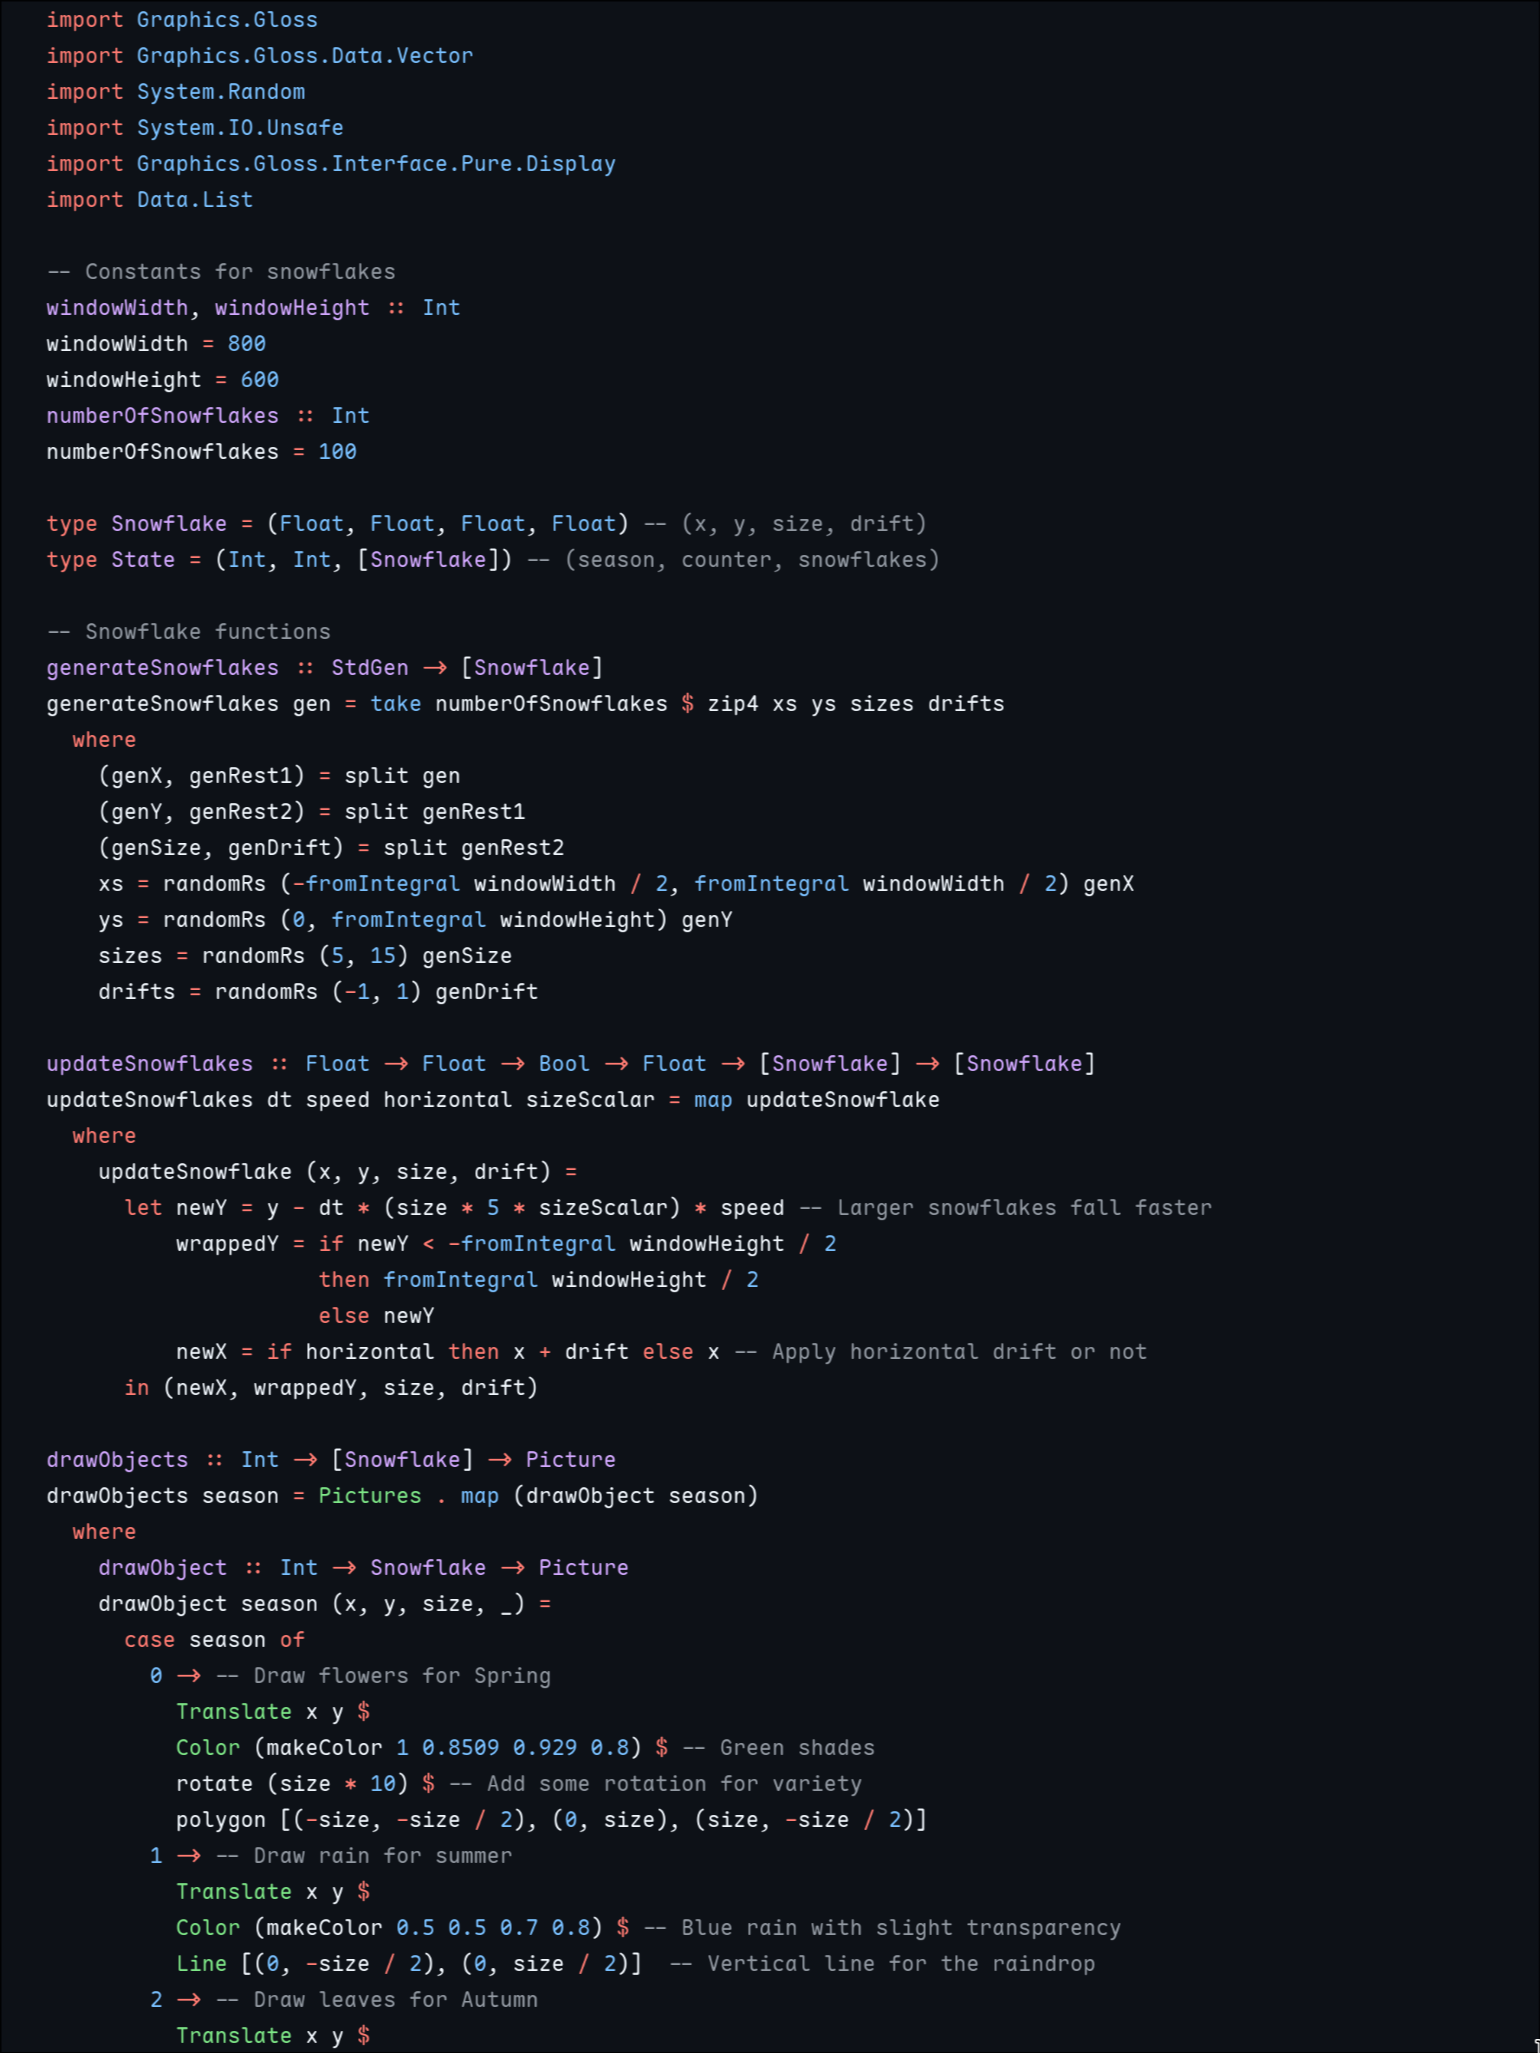 import Graphics.Gloss
import Graphics.Gloss.Data.Vector
import System.Random
import System.IO.Unsafe
import Graphics.Gloss.Interface.Pure.Display
import Data.List

-- Constants for snowflakes
windowWidth, windowHeight :: Int
windowWidth = 800
windowHeight = 600
numberOfSnowflakes :: Int
numberOfSnowflakes = 100

type Snowflake = (Float, Float, Float, Float) -- (x, y, size, drift)
type State = (Int, Int, [Snowflake]) -- (season, counter, snowflakes)

-- Snowflake functions
generateSnowflakes :: StdGen -> [Snowflake]
generateSnowflakes gen = take numberOfSnowflakes $ zip4 xs ys sizes drifts
  where
    (genX, genRest1) = split gen
    (genY, genRest2) = split genRest1
    (genSize, genDrift) = split genRest2
    xs = randomRs (-fromIntegral windowWidth / 2, fromIntegral windowWidth / 2) genX
    ys = randomRs (0, fromIntegral windowHeight) genY
    sizes = randomRs (5, 15) genSize
    drifts = randomRs (-1, 1) genDrift

updateSnowflakes :: Float -> Float -> Bool -> Float -> [Snowflake] -> [Snowflake]
updateSnowflakes dt speed horizontal sizeScalar = map updateSnowflake
  where
    updateSnowflake (x, y, size, drift) =
      let newY = y - dt * (size * 5 * sizeScalar) * speed -- Larger snowflakes fall faster
          wrappedY = if newY < -fromIntegral windowHeight / 2
                     then fromIntegral windowHeight / 2
                     else newY
          newX = if horizontal then x + drift else x -- Apply horizontal drift or not
      in (newX, wrappedY, size, drift)

drawObjects :: Int -> [Snowflake] -> Picture
drawObjects season = Pictures . map (drawObject season)
  where
    drawObject :: Int -> Snowflake -> Picture
    drawObject season (x, y, size, _) =
      case season of
        0 -> -- Draw flowers for Spring
          Translate x y $
          Color (makeColor 1 0.8509 0.929 0.8) $ -- Green shades
          rotate (size * 10) $ -- Add some rotation for variety
          polygon [(-size, -size / 2), (0, size), (size, -size / 2)]
        1 -> -- Draw rain for summer
          Translate x y $
          Color (makeColor 0.5 0.5 0.7 0.8) $ -- Blue rain with slight transparency
          Line [(0, -size / 2), (0, size / 2)]  -- Vertical line for the raindrop
        2 -> -- Draw leaves for Autumn
          Translate x y $